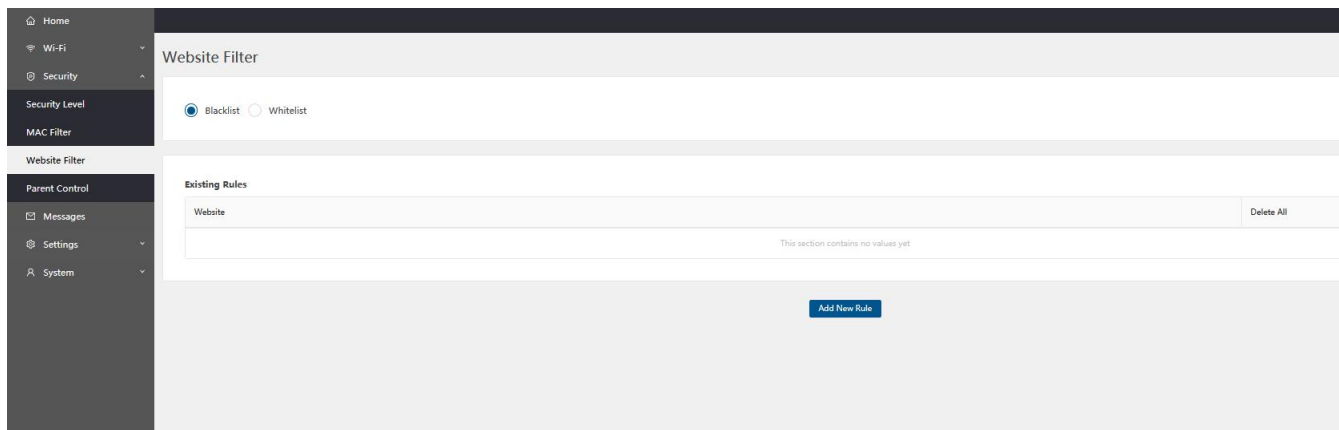 Home
Wi-Fi
Security
Security Level
MAC Filter
Website Filter
Parent Control
Messages
Settings
System
Website Filter
Blacklist Whitelist
Existing Rules
Website Delete All
This section contains no values yet
Add New Rule